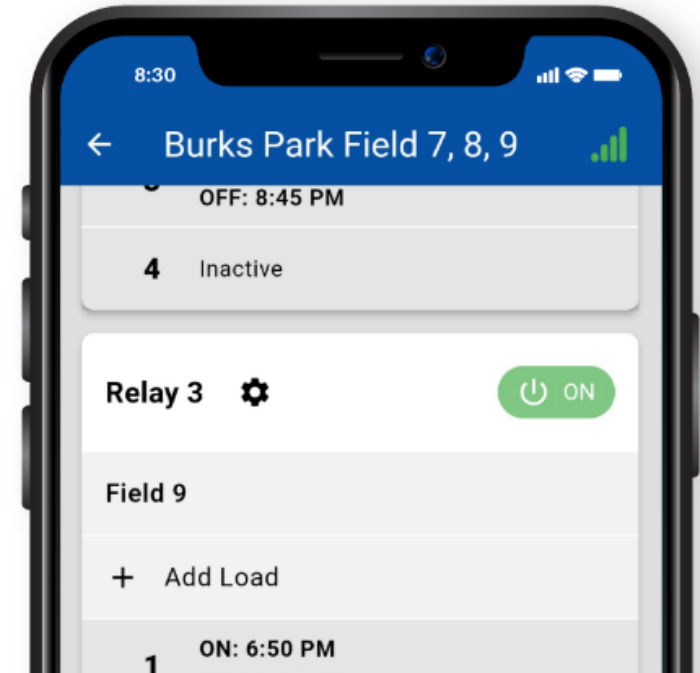 8:30
Burks Park Field 7, 8, 9
OFF: 8:45 PM
4 Inactive
Relay 3 ON
Field 9
+ Add Load
1 ON: 6:50 PM